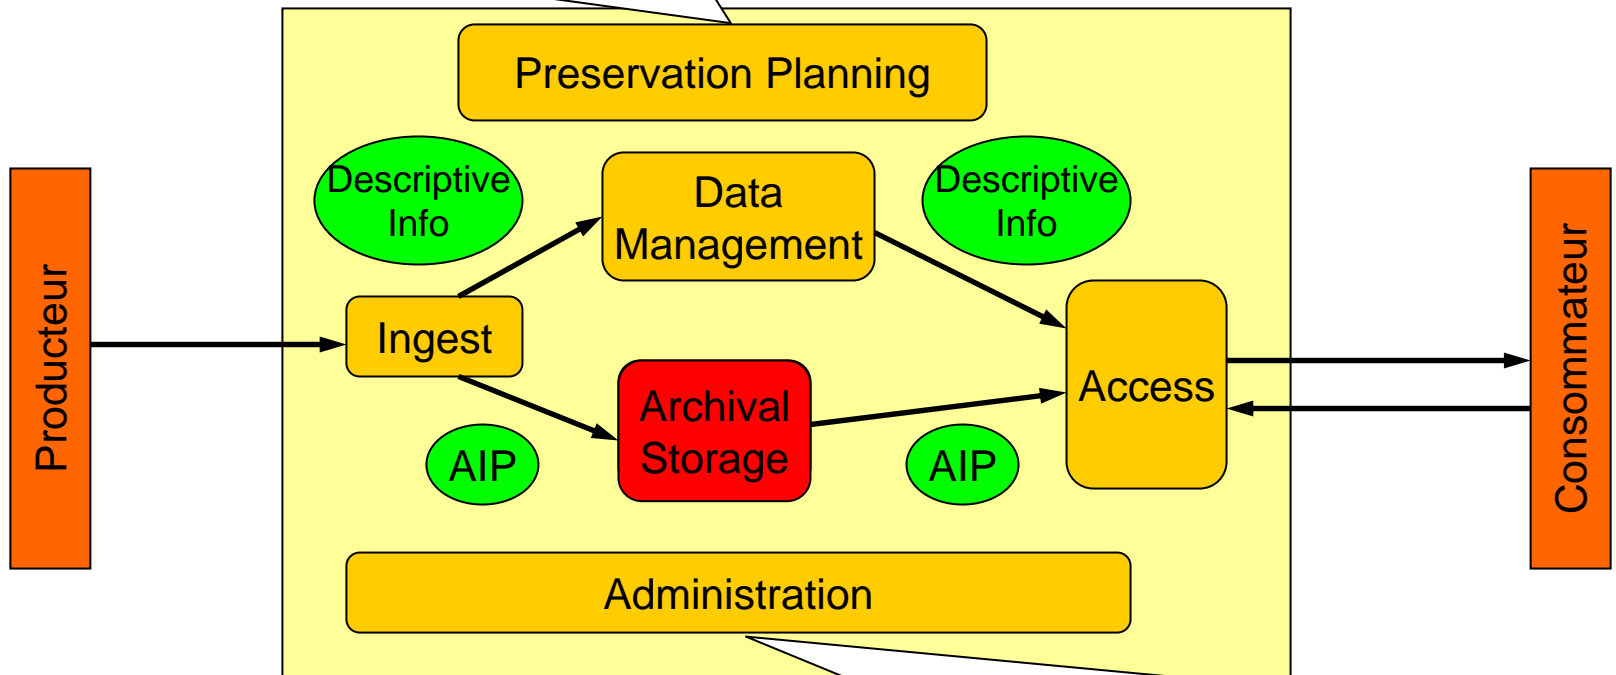 Preservation Planning
Descriptive
Info
Data
Management
Descriptive
Info
Producteur
Ingest
Archival
Storage
Access
Consommateur
AIP
AIP
Administration